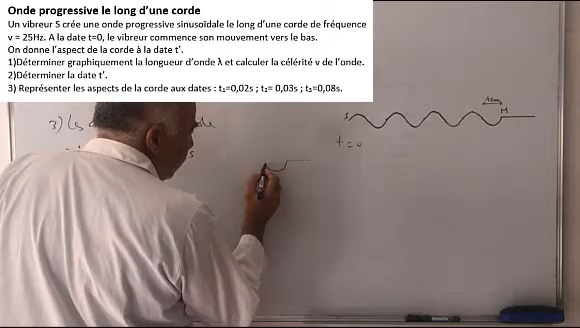 Onde progressive le long d'une corde
Un vibreur S crée une onde progressive sinusoïdale le long d'une corde de fréquence
ν = 25Hz. A la date t=0, le vibreur commence son mouvement vers le bas.
On donne l'aspect de la corde à la date t'.
1)Déterminer graphiquement la longueur d'onde λ et calculer la célérité v de l'onde.
2)Déterminer la date t'.
3) Représenter les aspects de la corde aux dates : t₁=0,02s ; t₂= 0,03s ; t₃=0,08s.
1cm
S M
3)
t=0